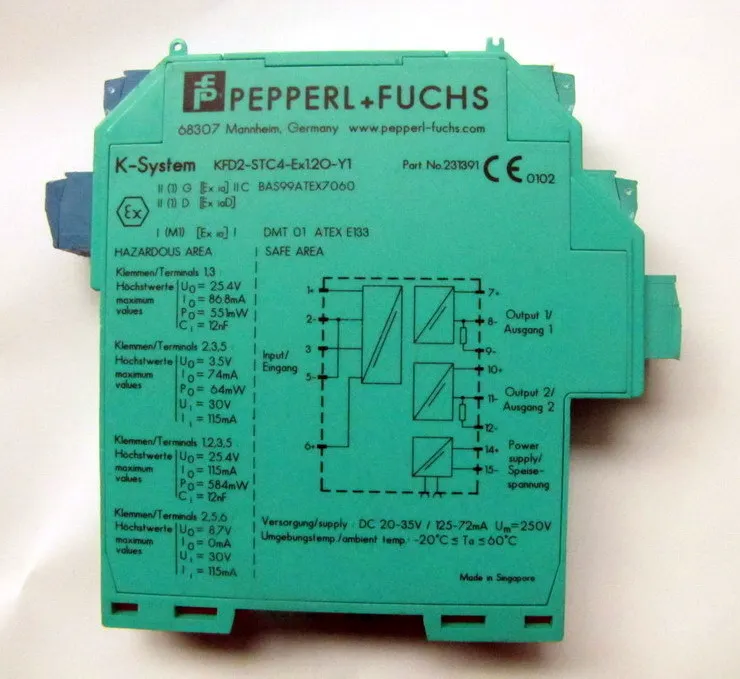 PEPPERL+FUCHS
68307 Mannheim, Germany www.pepperl-fuchs.com
K-System KFD2-STC4-Ex1.2O-Y1 Part No.231391 CE 0102
II (1) G [Ex ia] IIC BAS99ATEX7060
II (1) D [Ex iaD]
Ex
I (M1) [Ex ia] I DMT 01 ATEX E133
HAZARDOUS AREA
SAFE AREA
Klemmen/Terminals 1,3
Höchstwerte U0 = 25.4V
maximum I0 = 86.8mA
values P0 = 551mW
Ci = 12nF
Klemmen/Terminals 2,3,5
Höchstwerte U0 = 3.5V
maximum I0 = 74mA
values P0 = 64mW
Ui = 30V
Ii = 115mA
Klemmen/Terminals 1,2,3,5
Höchstwerte U0 = 25.4V
maximum I0 = 115mA
values P0 = 584mW
Ci = 12nF
Klemmen/Terminals 2,5,6
Höchstwerte U0 = 8.7V
maximum I0 = 0mA
values Ui = 30V
Ii = 115mA
1+
2-
3
5-
6+
Input/
Eingang
7+
8-
9-
Output 1/
Ausgang 1
10+
11-
12-
Output 2/
Ausgang 2
14+
15-
Power
supply/
Speise-
spannung
Versorgung/supply : DC 20-35V / 125-72mA Um=250V
Umgebungstemp./ambient temp.: -20°C ≤ Ta ≤ 60°C
Made in Singapore